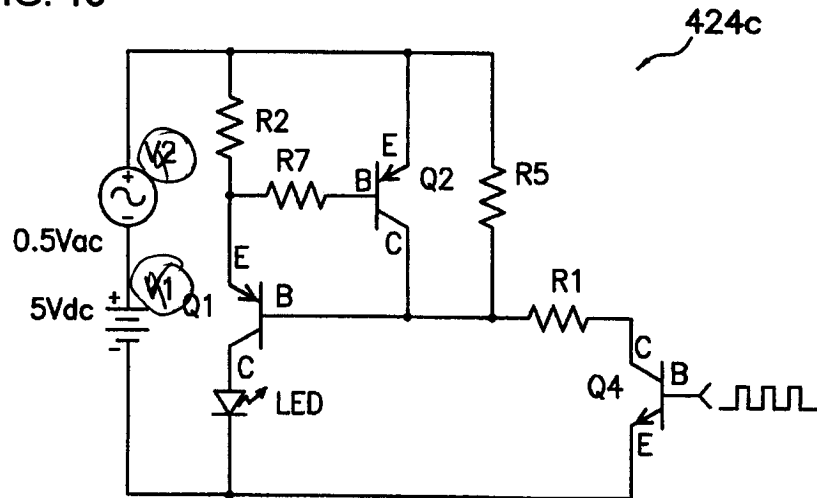 424c
R2
E
R7
B
Q2
R5
V2
+
-
C
0.5Vac
E
R1
+
V1
Q1
B
5Vdc
-
C
C
Q4
B
LED
E